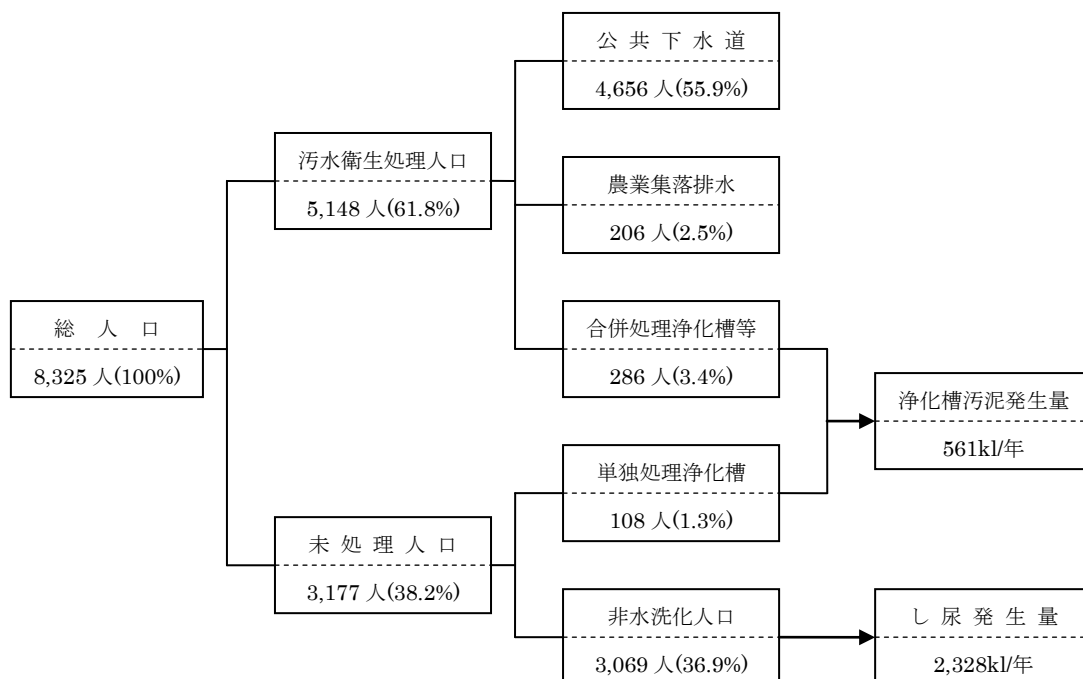 公共下水道
4,656 人(55.9%)
汚水衛生処理人口
5,148 人(61.8%)
農業集落排水
206 人(2.5%)
総人口
8,325 人(100%)
合併処理浄化槽等
286 人(3.4%)
浄化槽汚泥発生量
561kl/年
単独処理浄化槽
108 人(1.3%)
未処理人口
3,177 人(38.2%)
非水洗化人口
3,069 人(36.9%)
し尿発生量
2,328kl/年